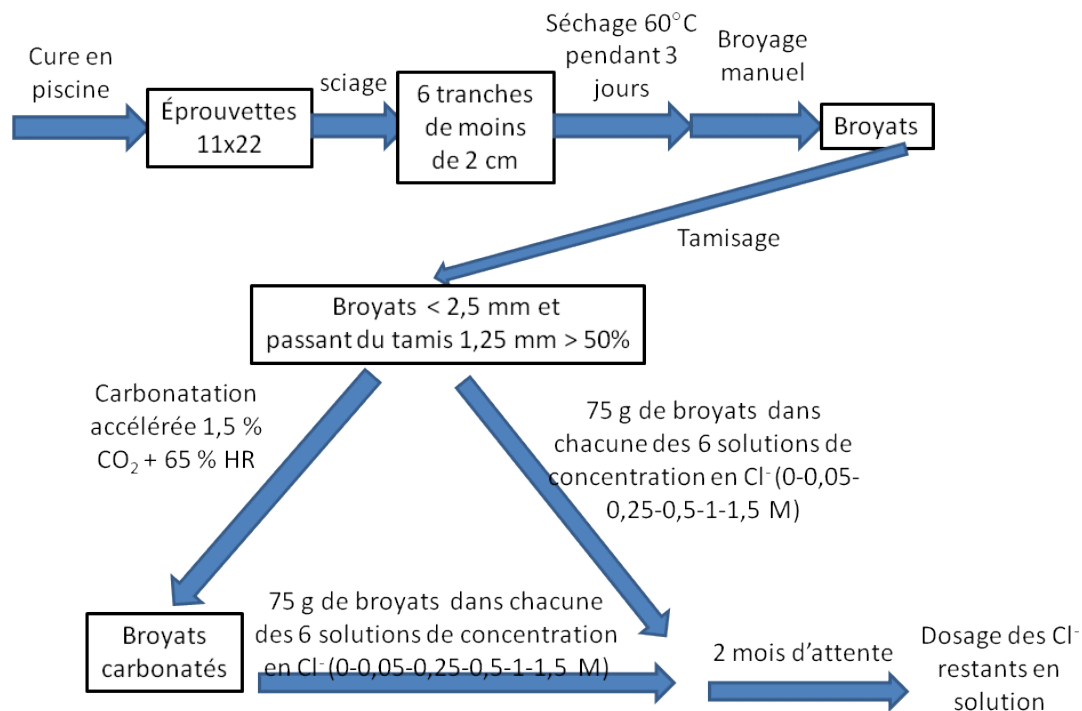 Cure en
piscine
Éprouvettes
11x22
sciage
6 tranches
de moins
de 2 cm
Séchage 60°C
pendant 3
jours
Broyage
manuel
Broyats
Tamisage
Broyats < 2,5 mm et
passant du tamis 1,25 mm > 50%
Carbonatation
accélérée 1,5 %
CO₂ + 65 % HR
75 g de broyats dans
chacune des 6 solutions de
concentration en Cl⁻ (0-0,05-
0,25-0,5-1-1,5 M)
Broyats
carbonatés
75 g de broyats dans chacune
des 6 solutions de concentration
en Cl⁻ (0-0,05-0,25-0,5-1-1,5 M)
2 mois d’attente
Dosage des Cl⁻
restants en
solution